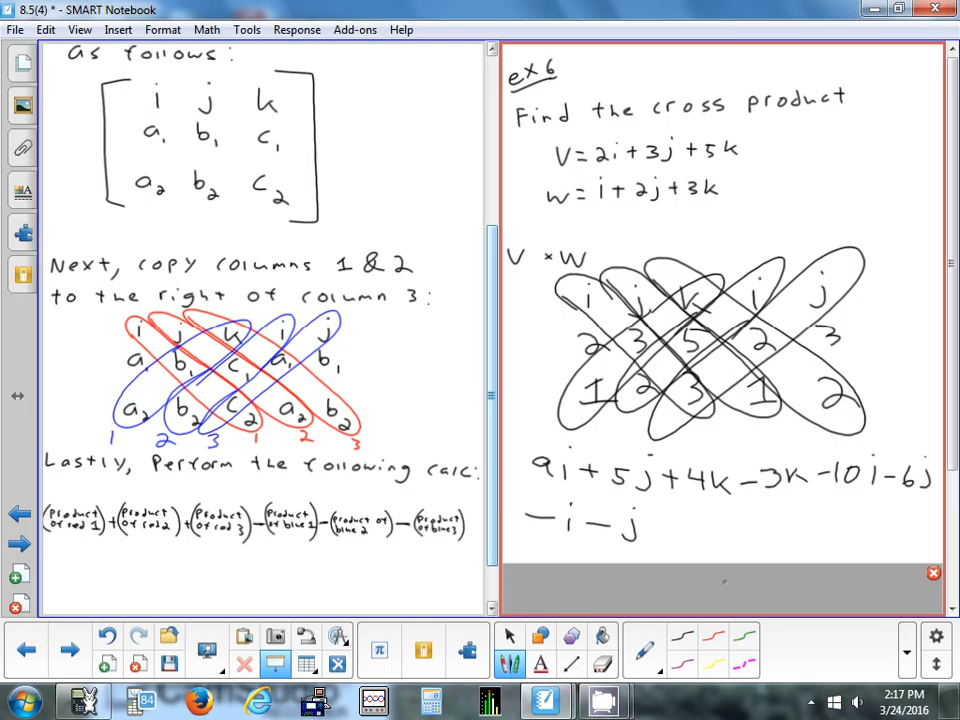 8.5(4) * - SMART Notebook
File Edit View Insert Format Math Tools Response Add-ons Help
as follows:
i j k
a₁ b₁ c₁
a₂ b₂ c₂
Next, copy columns 1 & 2
to the right of column 3:
i j k i j
a₁ b₁ c₁ a₁ b₁
a₂ b₂ c₂ a₂ b₂
1 2 3 1 2 3
Lastly, Perform the following calc:
(Product of red 1) + (Product of red 2) + (Product of red 3) - (Product of blue 1) - (Product of blue 2) - (Product of blue 3)
ex 6
Find the cross product
V = 2i + 3j + 5k
w = i + 2j + 3k
V × W
i j k i j
2 3 5 2 3
1 2 3 1 2
9i + 5j + 4k - 3k - 10i - 6j
- i - j
π
A
84
2:17 PM
3/24/2016